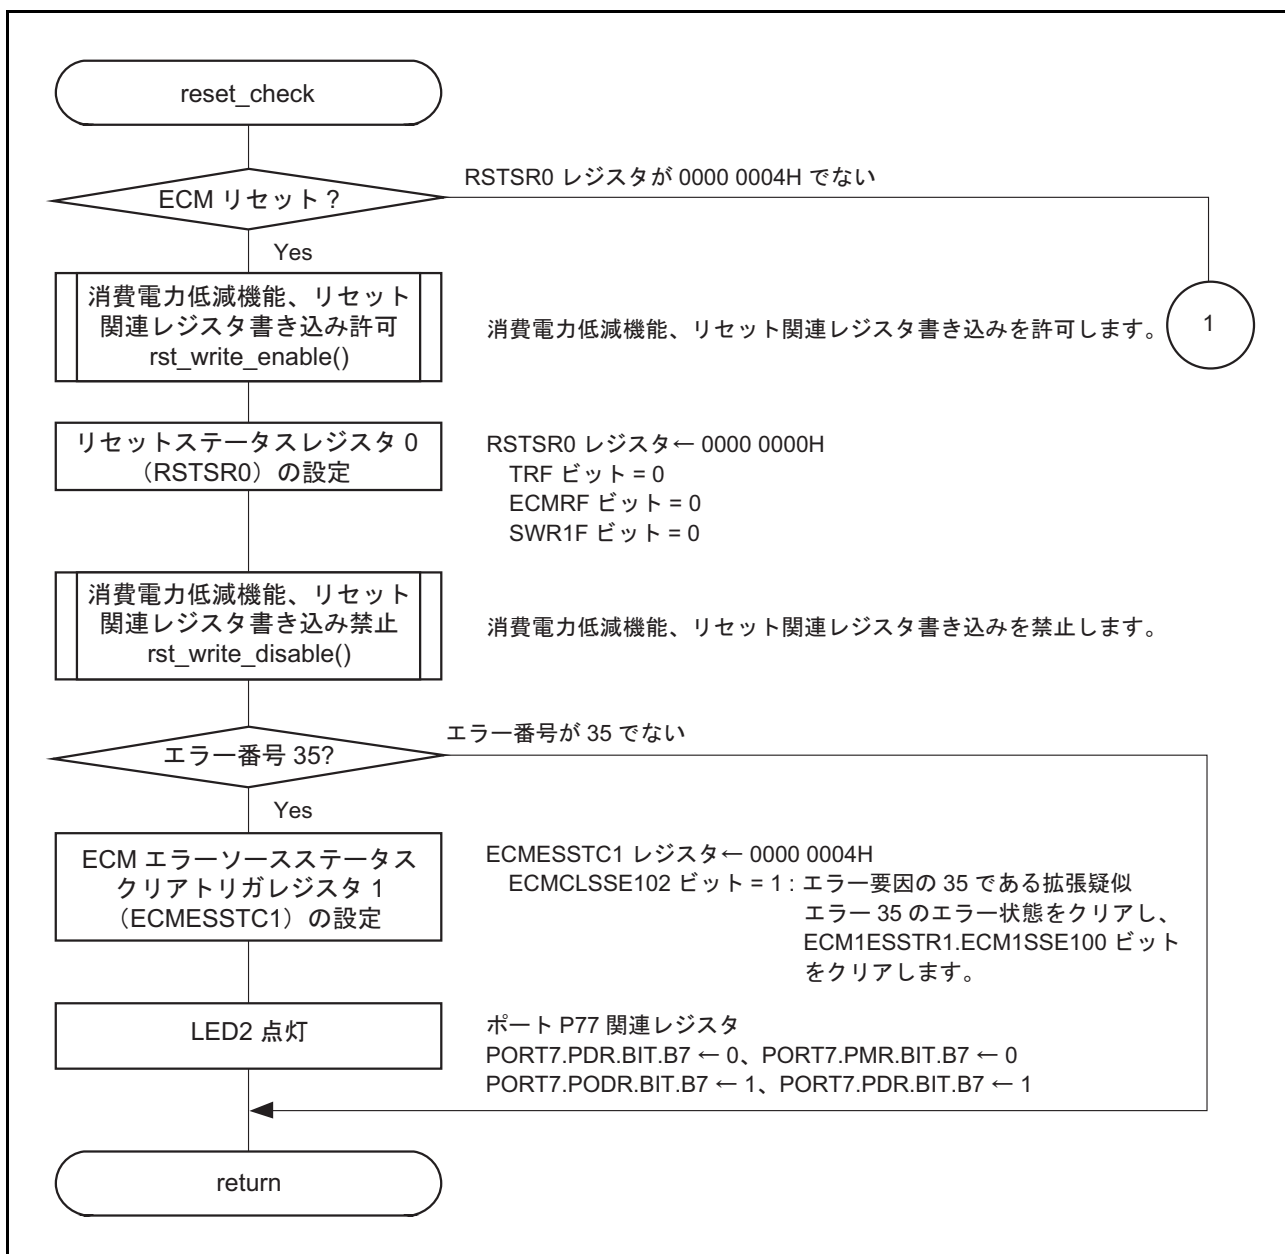 reset_check
RSTSR0 レジスタが 0000 0004H でない
ECM リセット ?
Yes
消費電力低減機能、リセット
関連レジスタ書き込み許可
rst_write_enable()
消費電力低減機能、リセット関連レジスタ書き込みを許可します。
1
リセットステータスレジスタ 0
（RSTSR0）の設定
RSTSR0 レジスタ← 0000 0000H
TRF ビット = 0
ECMRF ビット = 0
SWR1F ビット = 0
消費電力低減機能、リセット
関連レジスタ書き込み禁止
rst_write_disable()
消費電力低減機能、リセット関連レジスタ書き込みを禁止します。
エラー番号が 35 でない
エラー番号 35?
Yes
ECM エラーソースステータス
クリアトリガレジスタ 1
（ECMESSTC1）の設定
ECMESSTC1 レジスタ← 0000 0004H
ECMCLSSE102 ビット = 1 : エラー要因の 35 である拡張疑似
エラー 35 のエラー状態をクリアし、
ECM1ESSTR1.ECM1SSE100 ビット
をクリアします。
LED2 点灯
ポート P77 関連レジスタ
PORT7.PDR.BIT.B7 ← 0、PORT7.PMR.BIT.B7 ← 0
PORT7.PODR.BIT.B7 ← 1、PORT7.PDR.BIT.B7 ← 1
return